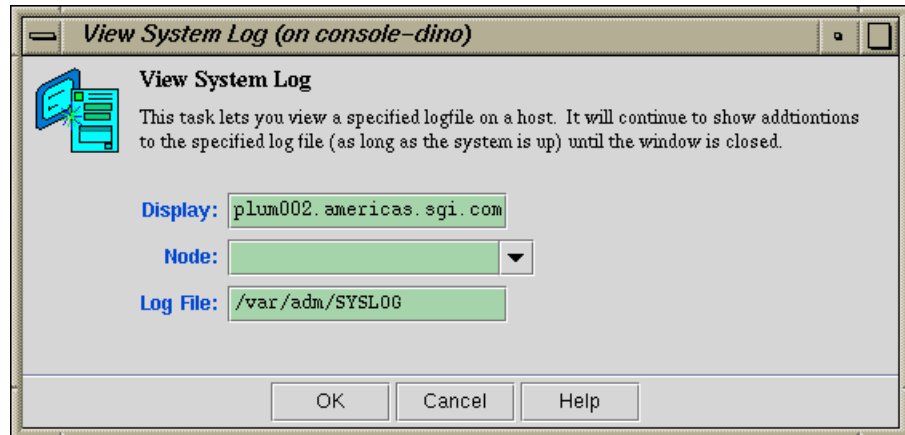 View System Log (on console-dino)
View System Log
This task lets you view a specified logfile on a host. It will continue to show addtiontions
to the specified log file (as long as the system is up) until the window is closed.
Display: plum002.americas.sgi.com
Node:
Log File: /var/adm/SYSLOG
OK Cancel Help